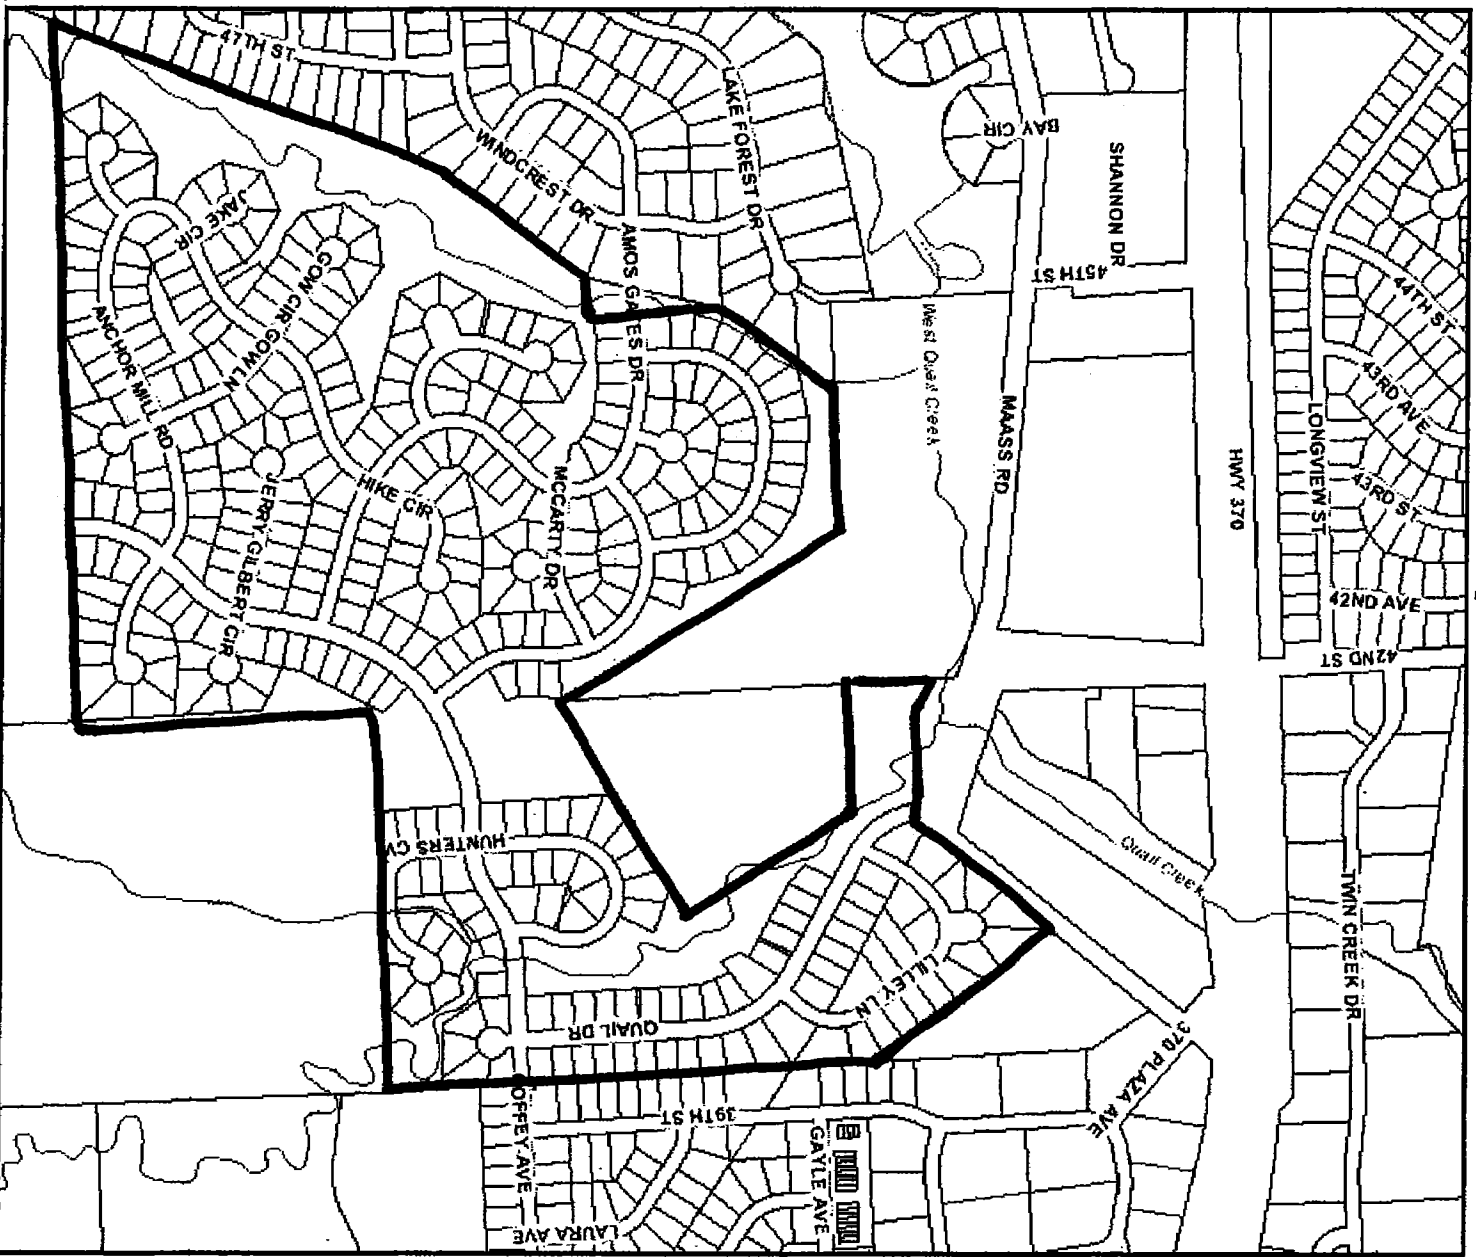 47TH ST
WINDCREST DR
LAKE FOREST DR
BAY CIR
SHANNON DR
45TH ST
44TH ST
43RD AVE
43RD ST
42ND AVE
42ND ST
LONGVIEW ST
HWY 370
MAASS RD
West Quail Creek
AMOS GATES DR
JAKE CIR
GOW CIR
GOW LN
ANCHOR MILL RD
HIKE CIR
JERRY GILBERT CIR
MCCARTY DR
HUNTERS CV
Quail Creek
TWIN CREEK DR
LILLEY LN
QUAIL DR
370 PLAZA AVE
39TH ST
GAYLE AVE
COFFEY AVE
LAURA AVE